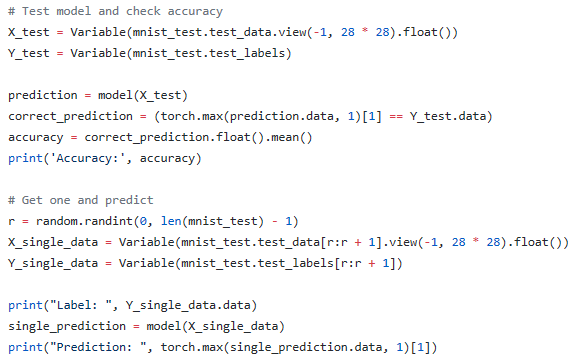 # Test model and check accuracy
X_test = Variable(mnist_test.test_data.view(-1, 28 * 28).float())
Y_test = Variable(mnist_test.test_labels)

prediction = model(X_test)
correct_prediction = (torch.max(prediction.data, 1)[1] == Y_test.data)
accuracy = correct_prediction.float().mean()
print('Accuracy:', accuracy)

# Get one and predict
r = random.randint(0, len(mnist_test) - 1)
X_single_data = Variable(mnist_test.test_data[r:r + 1].view(-1, 28 * 28).float())
Y_single_data = Variable(mnist_test.test_labels[r:r + 1])

print("Label: ", Y_single_data.data)
single_prediction = model(X_single_data)
print("Prediction: ", torch.max(single_prediction.data, 1)[1])